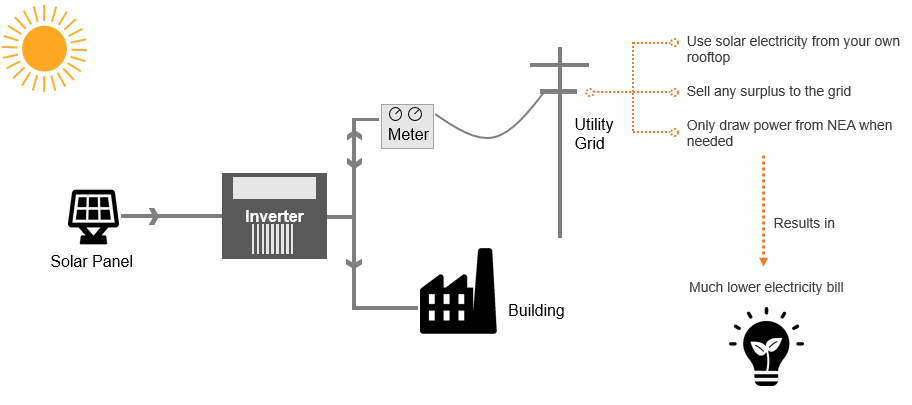 Solar Panel
Inverter
Meter
Building
Utility
Grid
Use solar electricity from your own
rooftop
Sell any surplus to the grid
Only draw power from NEA when
needed
Results in
Much lower electricity bill